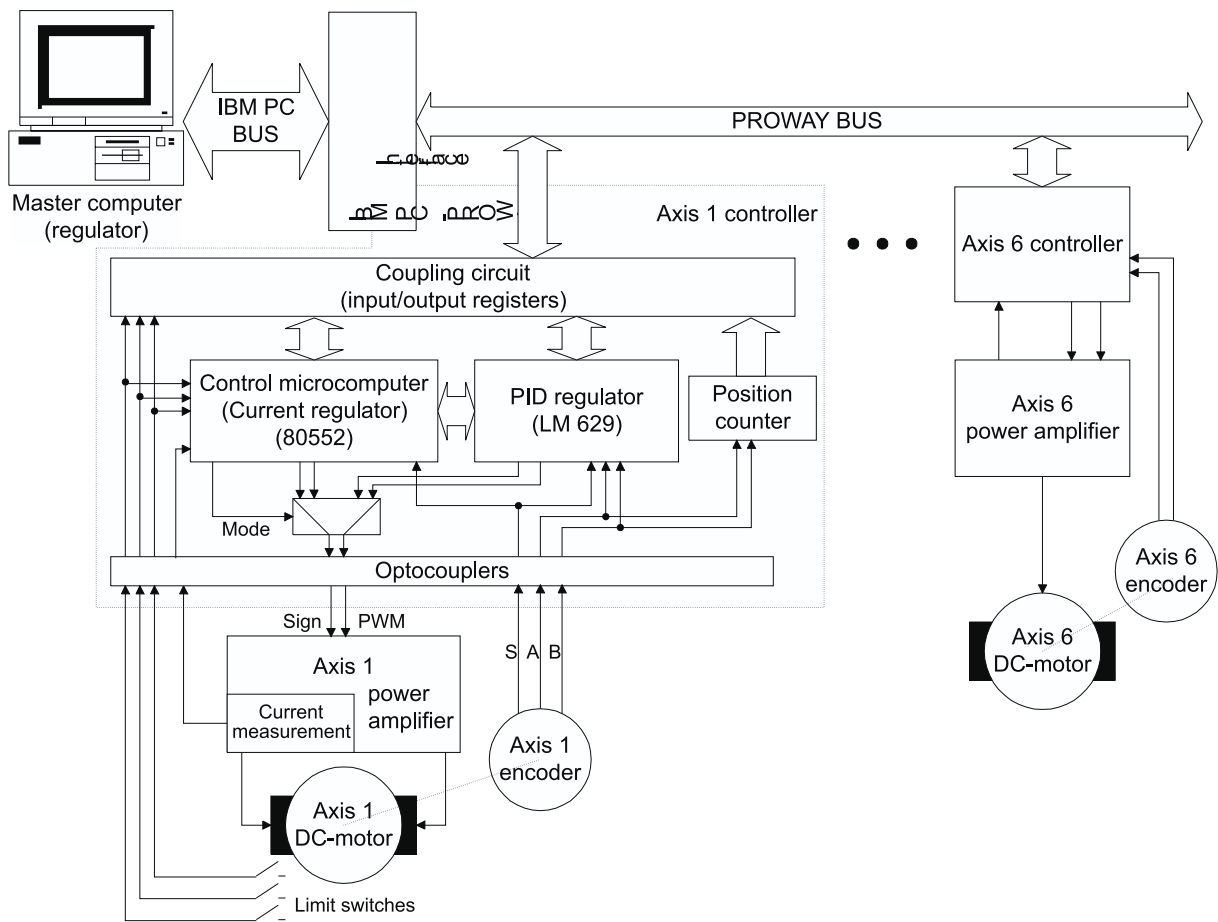 IBM PC
BUS
PROWAY BUS
Master computer
(regulator)
Axis 1 controller
Coupling circuit
(input/output registers)
Control microcomputer
(Current regulator)
(80552)
PID regulator
(LM 629)
Position
counter
Mode
Optocouplers
Sign
PWM
S
A
B
Axis 1
power
amplifier
Current
measurement
Axis 1
encoder
Axis 1
DC-motor
Limit switches
Axis 6 controller
Axis 6
power amplifier
Axis 6
encoder
Axis 6
DC-motor